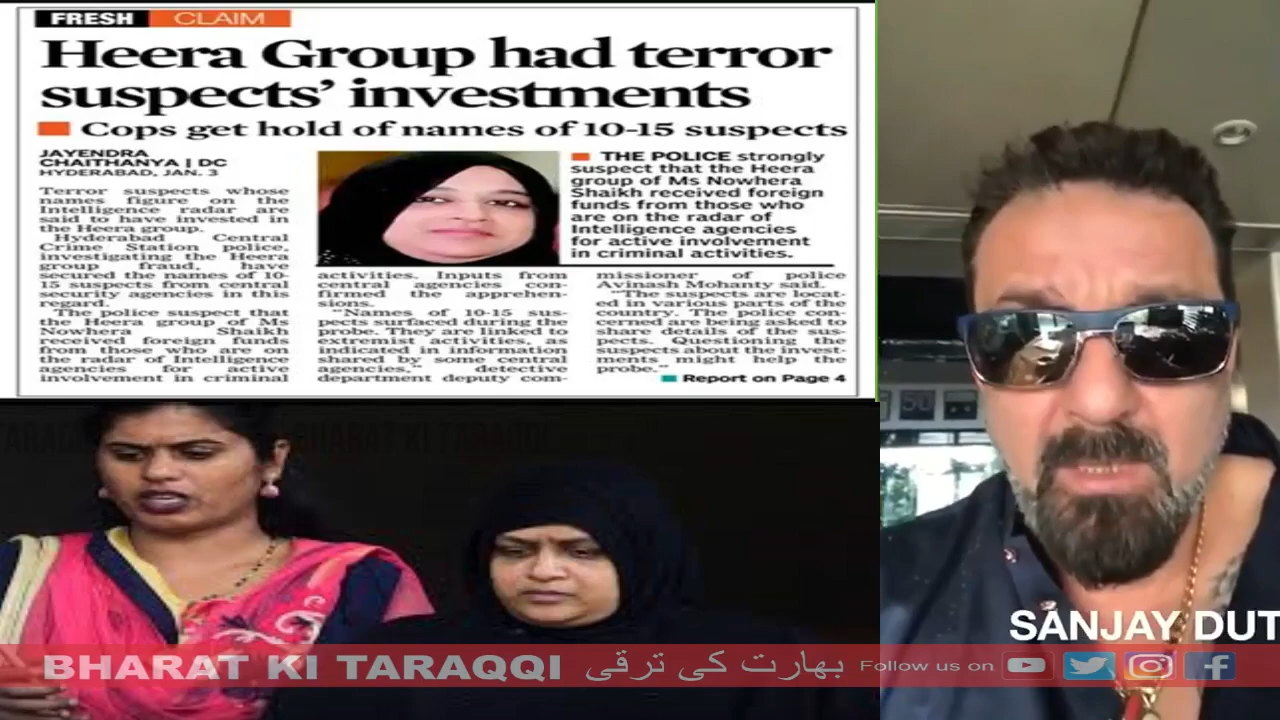 FRESH CLAIM
Heera Group had terror
suspects' investments
Cops get hold of names of 10-15 suspects
JAYENDRA
CHAITHANYA | DC
HYDERABAD, JAN. 3
Terror suspects whose
names figure on the
Intelligence radar are
said to have invested in
the Heera group.
Hyderabad Central
Crime Station police,
investigating the Heera
group fraud, have
secured the names of 10-
15 suspects from central
security agencies in this
regard.
The police suspect that
the Heera group of Ms
Nowhera Shaikh
received foreign funds
from those who are on
the radar of Intelligence
agencies for active
involvement in criminal
THE POLICE strongly
suspect that the Heera
group of Ms Nowhera
Shaikh received foreign
funds from those who
are on the radar of
Intelligence agencies
for active involvement
in criminal activities.
activities. Inputs from
central agencies con-
firmed the apprehen-
sions.
"Names of 10-15 sus-
pects surfaced during the
probe. They are linked to
extremist activities, as
indicated in information
shared by some central
agencies," detective
department deputy com-
missioner of police
Avinash Mohanty said.
"The suspects are locat-
ed in various parts of the
country. The police con-
cerned are being asked to
share details of the sus-
pects. Questioning the
suspects about the invest-
ments might help the
probe."
Report on Page 4
BHARAT KI TARAQQI
SANJAY DUT
BHARAT KI TARAQQI بھارت کی ترقی Follow us on